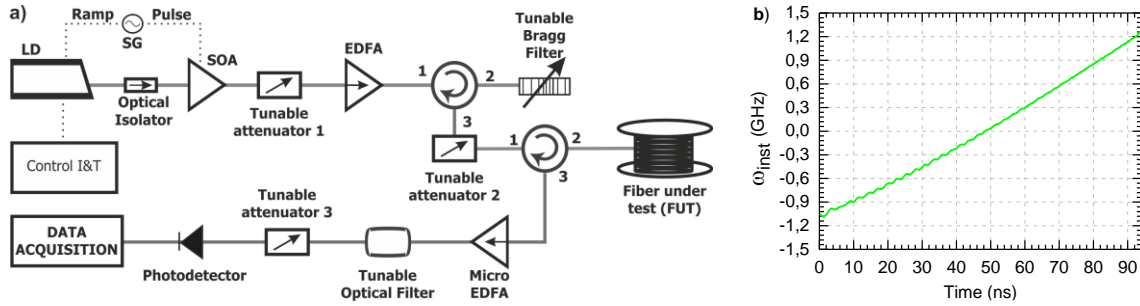 a)
Ramp
Pulse
SG
LD
SOA
EDFA
Tunable
Bragg
Filter
1
2
3
Optical
Isolator
Tunable
attenuator 1
Control I&T
Tunable
attenuator 2
1
2
3
Fiber under
test (FUT)
DATA
ACQUISITION
Photodetector
Tunable
attenuator 3
Tunable
Optical Filter
Micro
EDFA
b)
1,5
1,2
0,9
0,6
0,3
0,0
-0,3
-0,6
-0,9
-1,2
-1,5
ω_inst (GHz)
0 10 20 30 40 50 60 70 80 90
Time (ns)